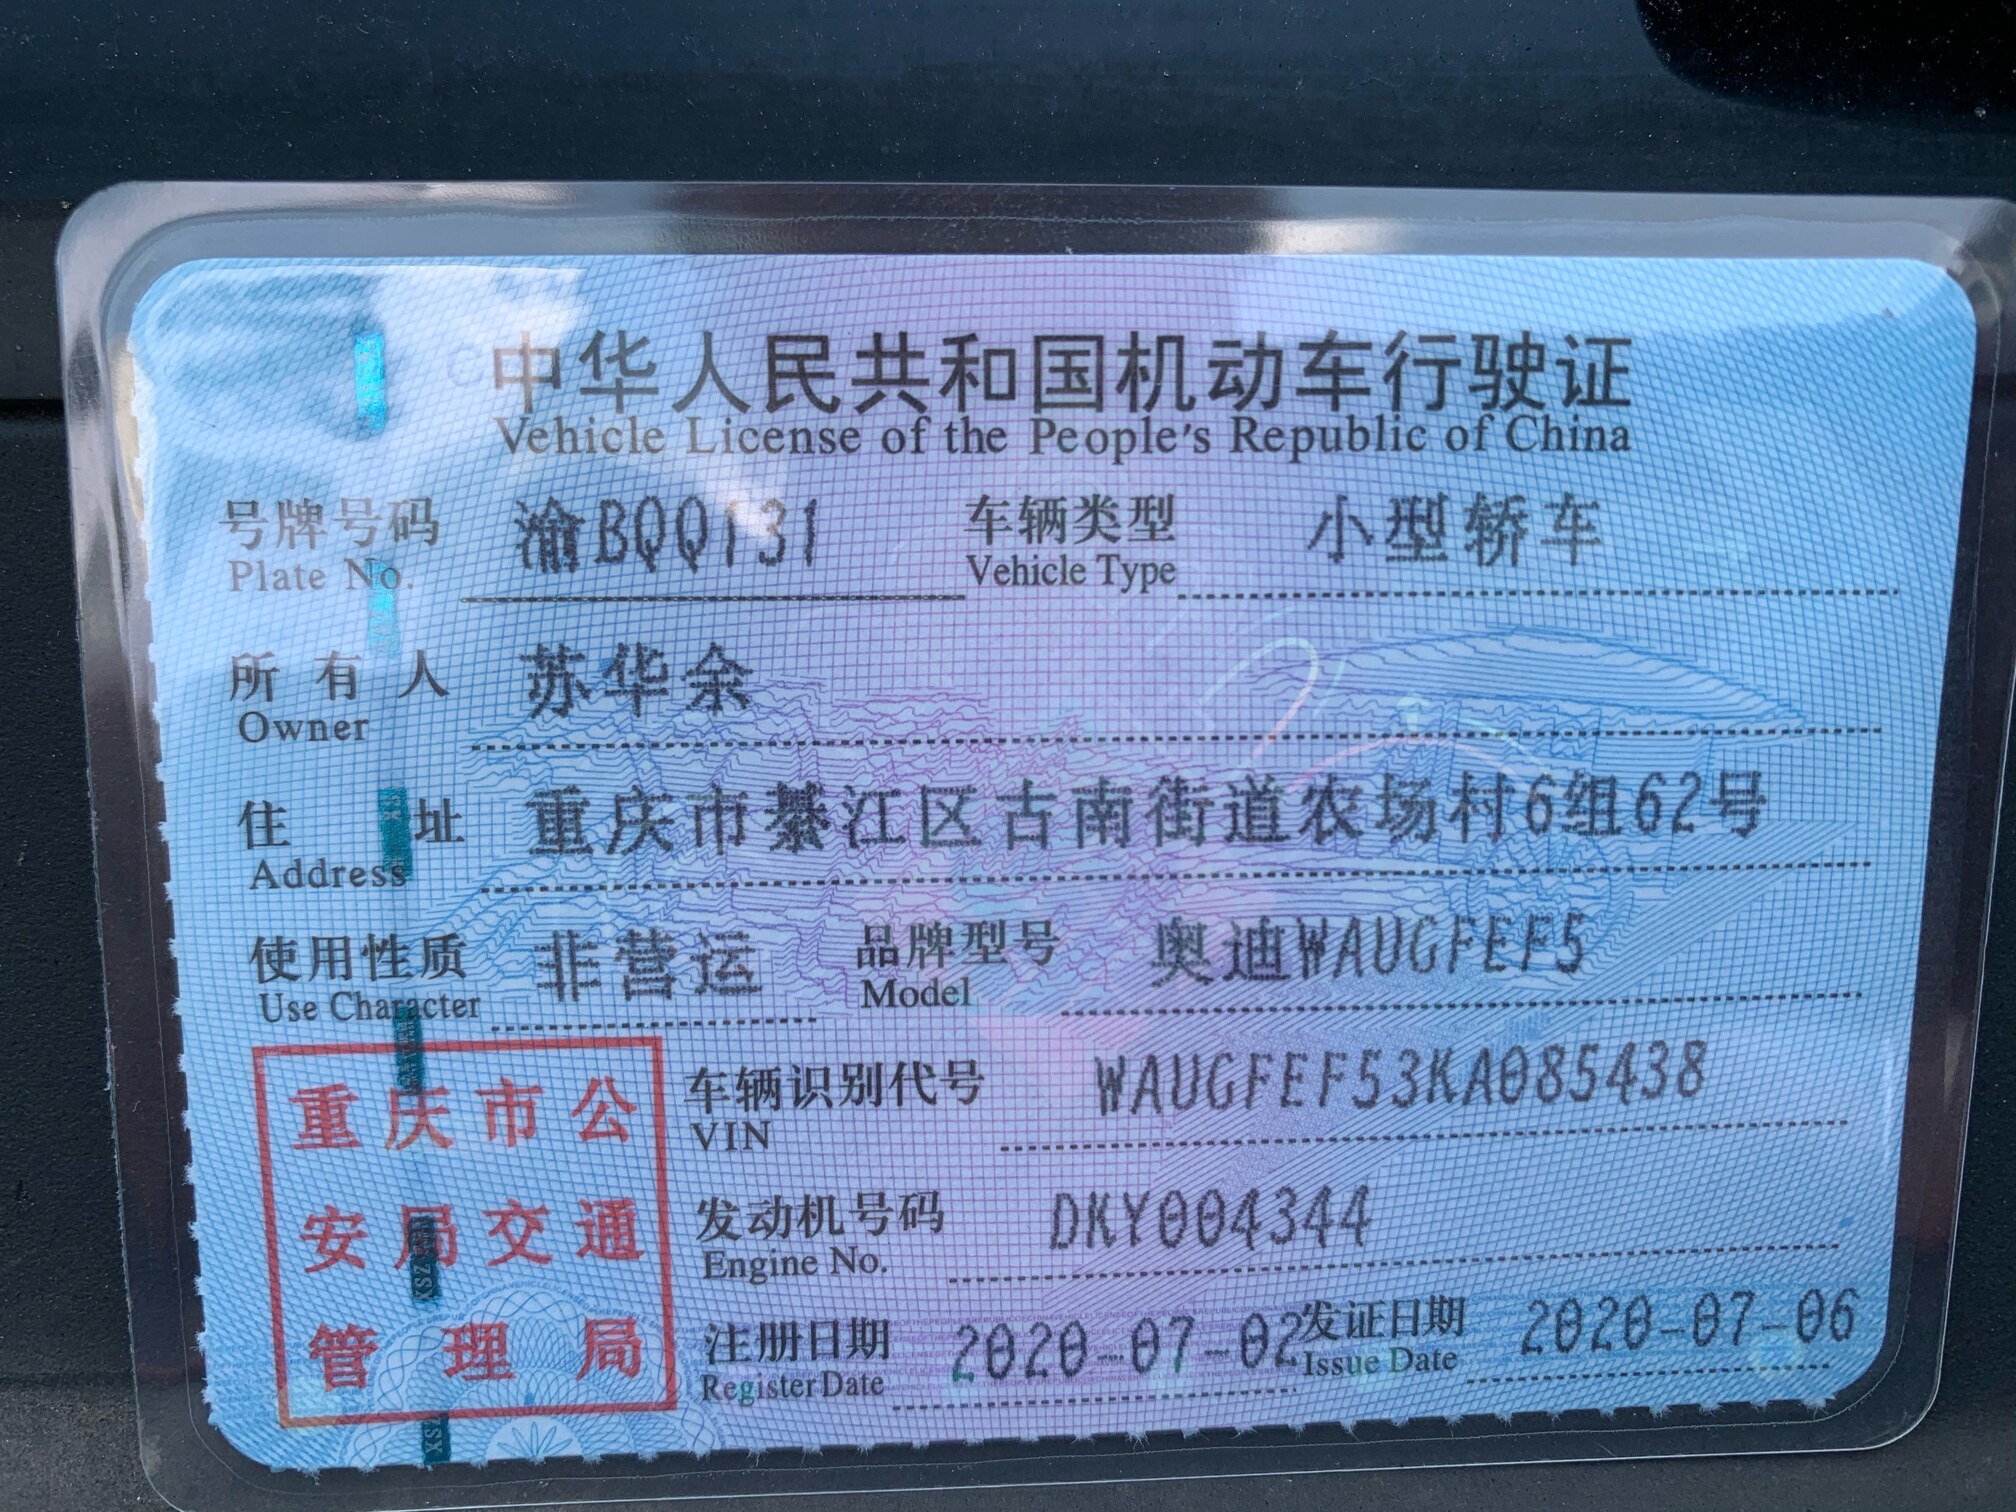 中华人民共和国机动车行驶证
Vehicle License of the People's Republic of China
号牌号码 渝BQQ131 车辆类型 小型轿车
Plate No. Vehicle Type
所有人 苏华余
Owner
住址 重庆市綦江区古南街道农场村6组62号
Address
使用性质 非营运 品牌型号 奥迪WAUGFEF5
Use Character Model
车辆识别代号 WAUGFEF53KA085438
VIN
发动机号码 DKY004344
Engine No.
注册日期 2020-07-02 发证日期 2020-07-06
Register Date Issue Date
重庆市公
安局交通
管理局